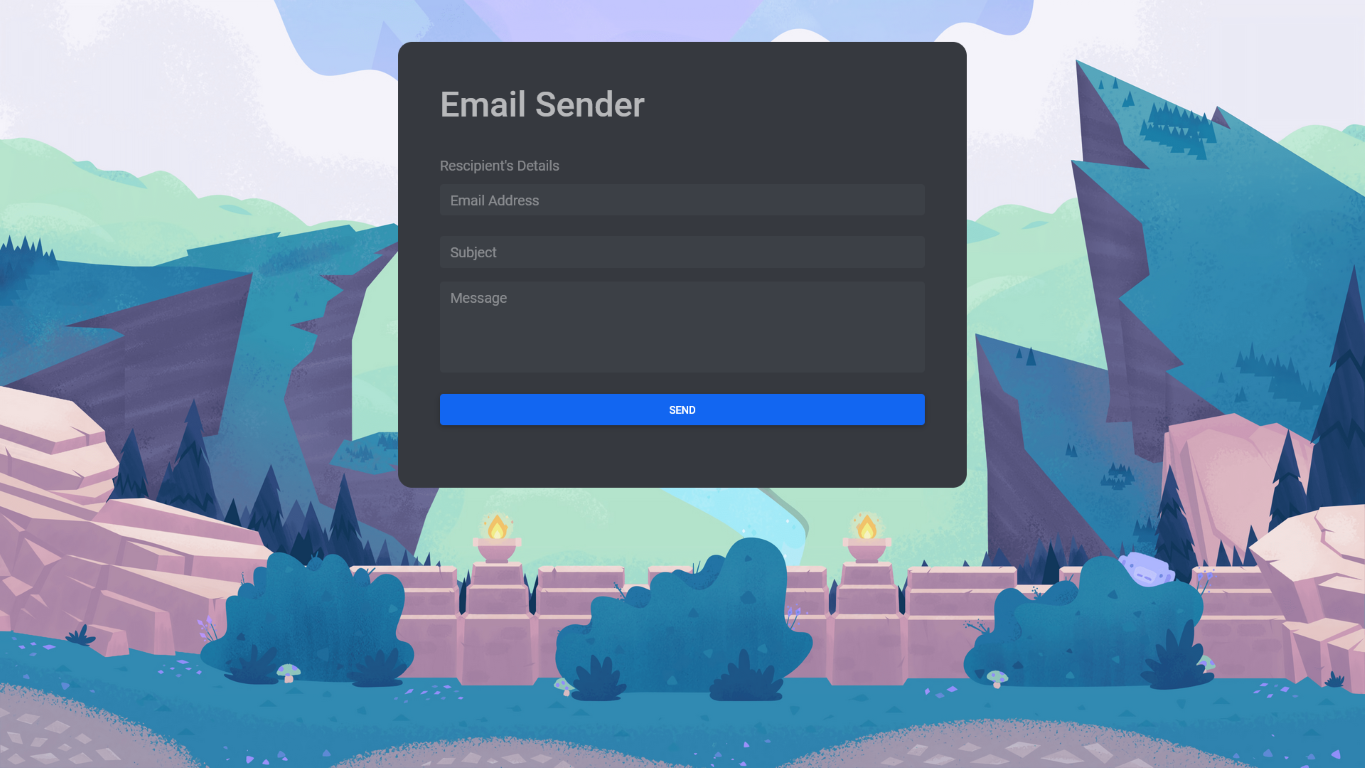 Email Sender
Rescipient's Details
Email Address
Subject
Message
SEND